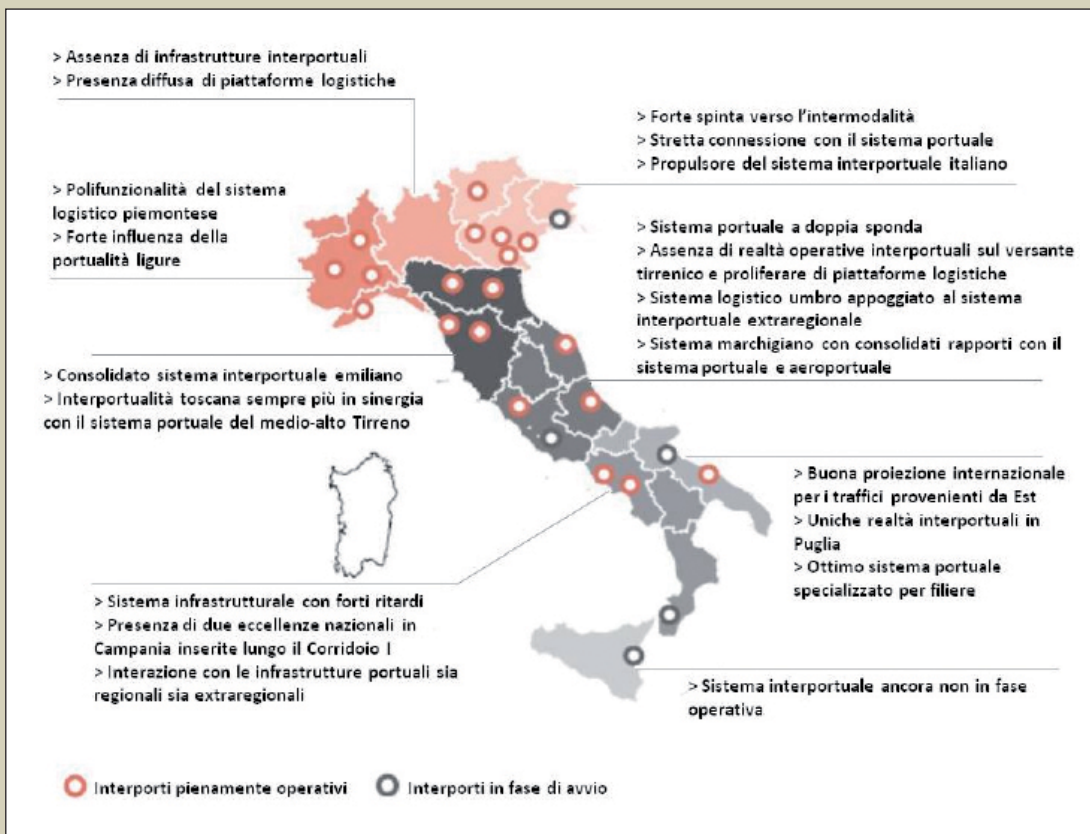 > Assenza di infrastrutture interportuali
> Presenza diffusa di piattaforme logistiche
> Forte spinta verso l'intermodalità
> Stretta connessione con il sistema portuale
> Propulsore del sistema interportuale italiano
> Polifunzionalità del sistema
logistico piemontese
> Forte influenza della
portualità ligure
> Sistema portuale a doppia sponda
> Assenza di realtà operative interportuali sul versante
tirrenico e proliferare di piattaforme logistiche
> Sistema logistico umbro appoggiato al sistema
interportuale extraregionale
> Sistema marchigiano con consolidati rapporti con il
sistema portuale e aeroportuale
> Consolidato sistema interportuale emiliano
> Interportualità toscana sempre più in sinergia
con il sistema portuale del medio-alto Tirreno
> Buona proiezione internazionale
per i traffici provenienti da Est
> Uniche realtà interportuali in
Puglia
> Ottimo sistema portuale
specializzato per filiere
> Sistema infrastrutturale con forti ritardi
> Presenza di due eccellenze nazionali in
Campania inserite lungo il Corridoio I
> Interazione con le infrastrutture portuali sia
regionali sia extraregionali
> Sistema interportuale ancora non in fase
operativa
Interporti pienamente operativi
Interporti in fase di avvio